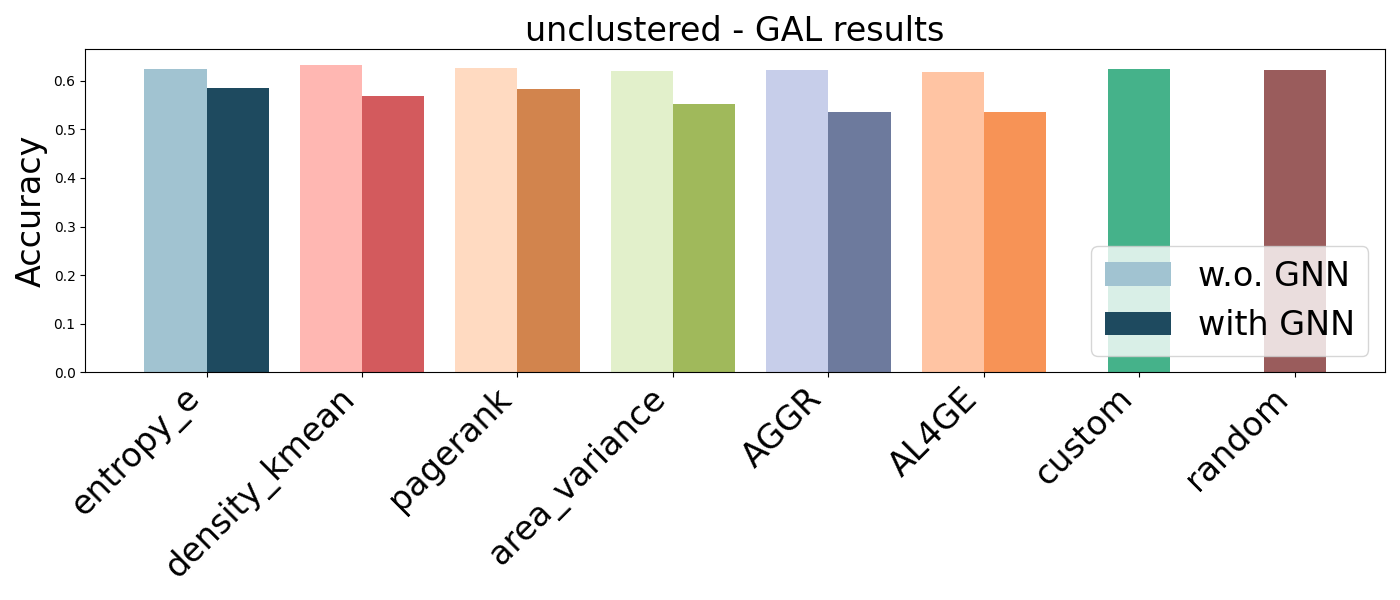 unclustered - GAL results
Accuracy
0.6
0.5
0.4
0.3
0.2
0.1
0.0
w.o. GNN
with GNN
entropy_e
density_kmean
pagerank
area_variance
AGGR
AL4GE
custom
random